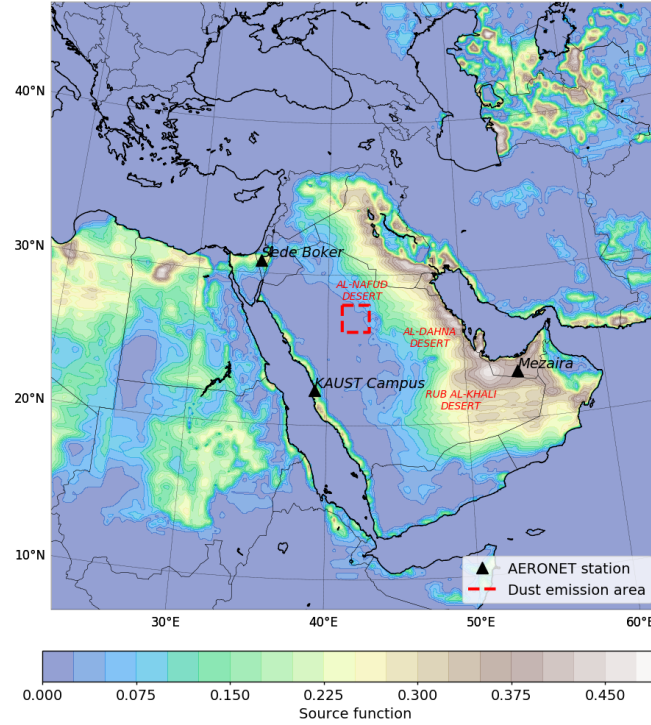 40°N
30°N
20°N
10°N
Sede Boker
AL-NAFUD
DESERT
AL-DAHNA
DESERT
Mezaira
KAUST Campus
RUB AL-KHALI
DESERT
AERONET station
Dust emission area
30°E 40°E 50°E 60°E
0.000 0.075 0.150 0.225 0.300 0.375 0.450
Source function